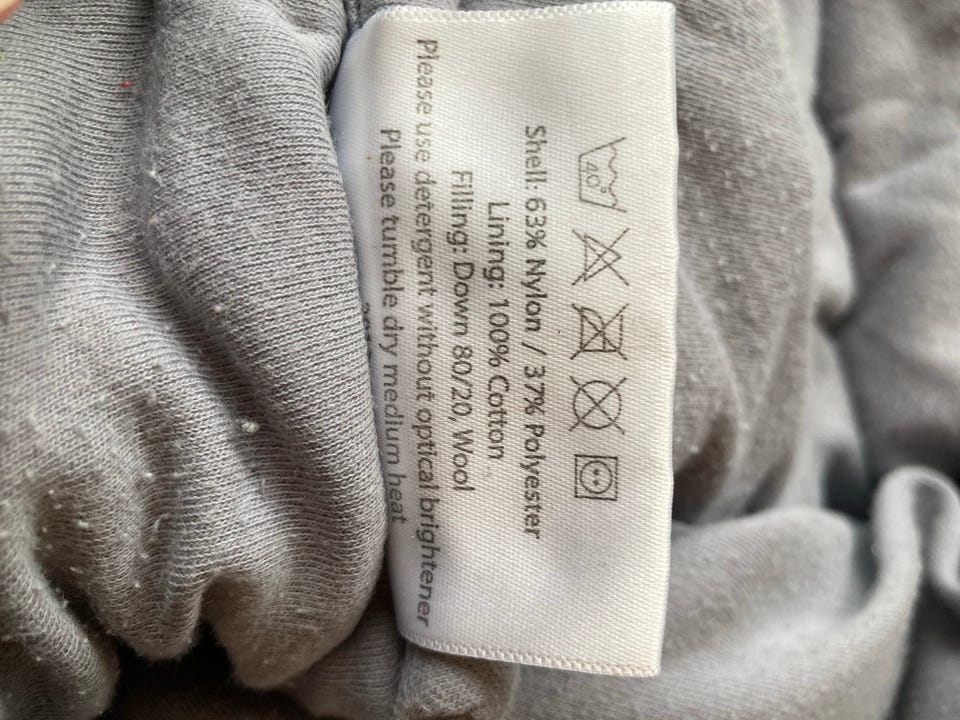 40
Shell: 63% Nylon / 37% Polyester
Lining: 100% Cotton
Filling: Down 80/20, Wool
Please use detergent without optical brightener
Please tumble dry medium heat